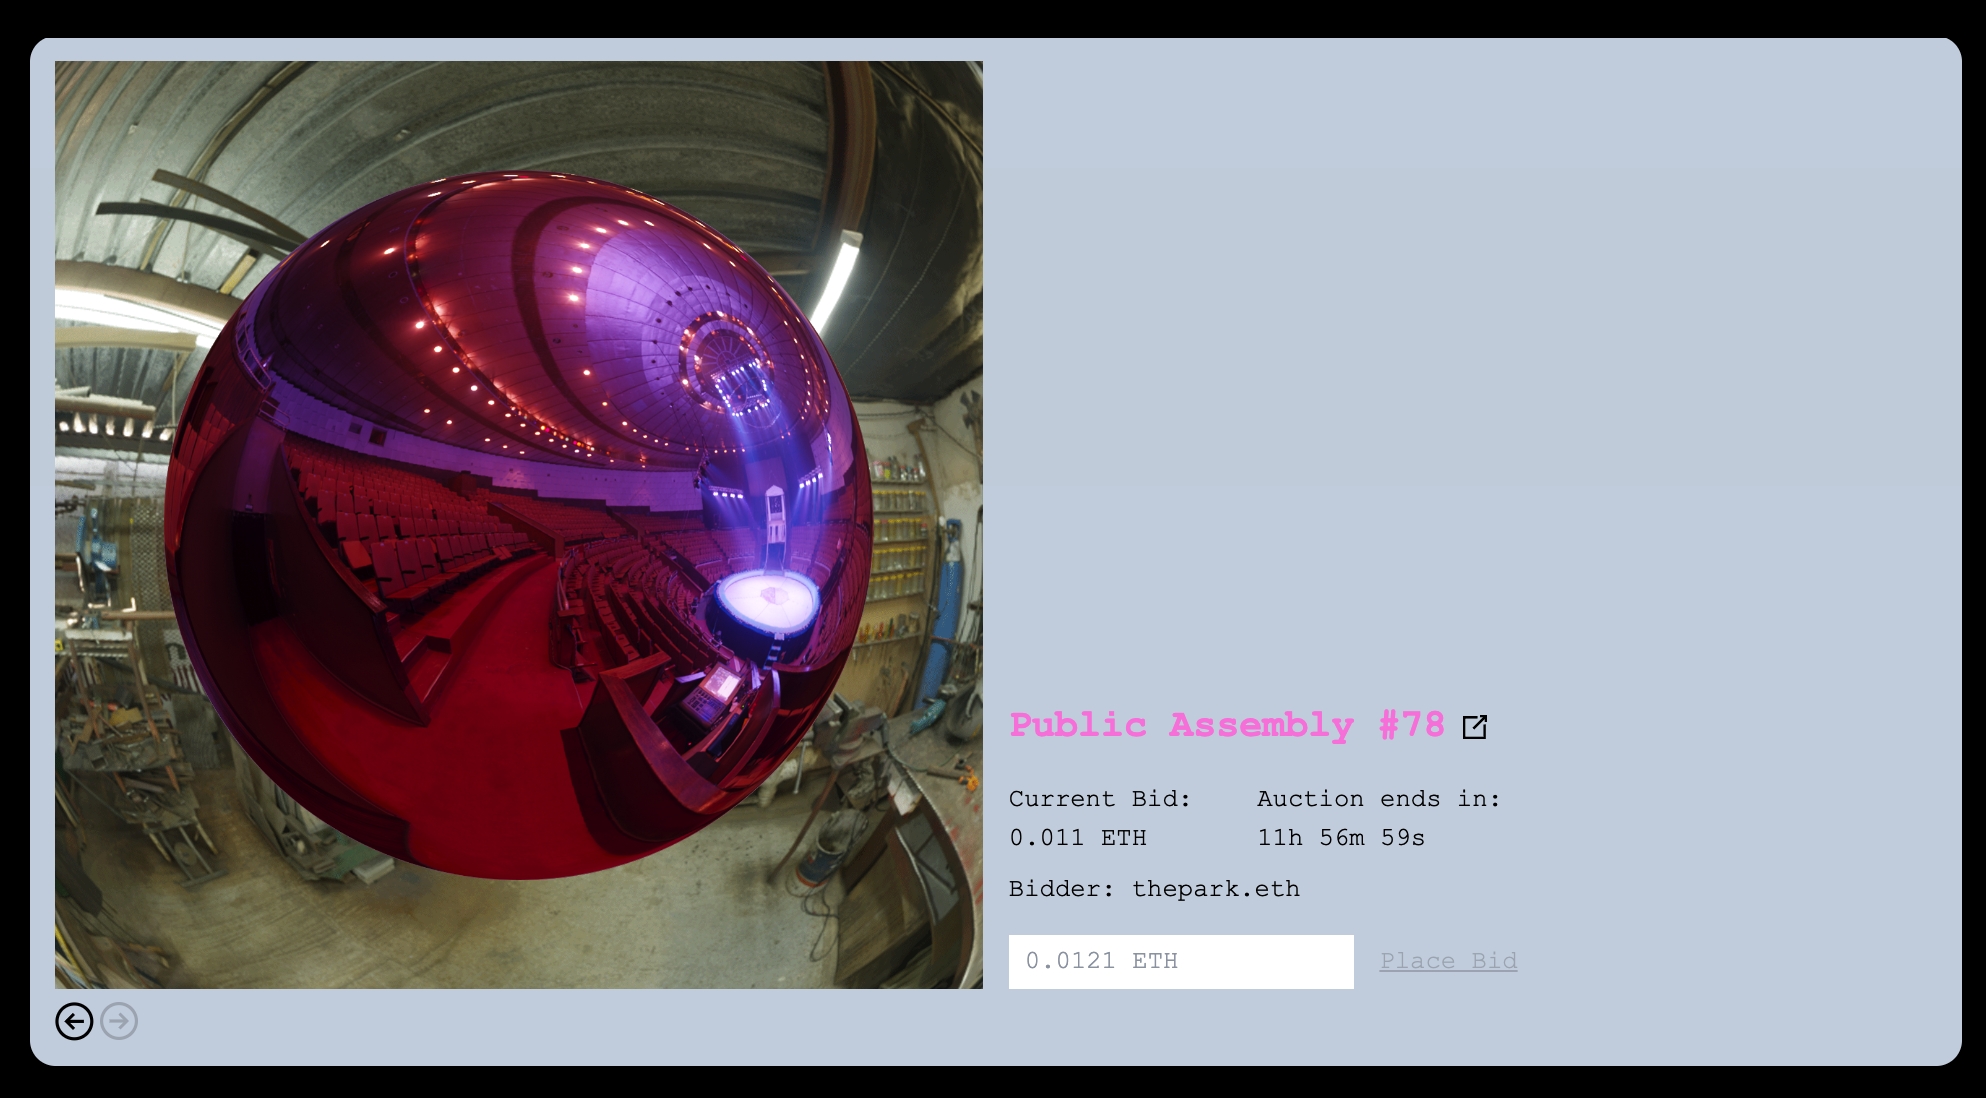 Public Assembly #78
Current Bid: Auction ends in:
0.011 ETH 11h 56m 59s
Bidder: thepark.eth
0.0121 ETH Place Bid